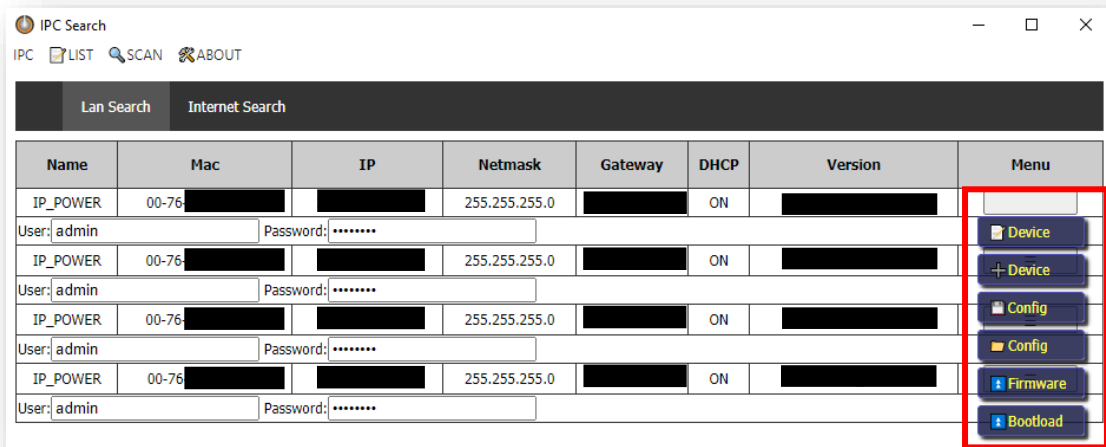 IPC Search
IPC LIST SCAN ABOUT
Lan Search Internet Search
Name Mac IP Netmask Gateway DHCP Version Menu
IP_POWER 00-76- 255.255.255.0 ON
User: admin Password: ••••••••
Device
IP_POWER 00-76- 255.255.255.0 ON
Device
User: admin Password: ••••••••
Config
IP_POWER 00-76- 255.255.255.0 ON
User: admin Password: ••••••••
Config
IP_POWER 00-76 255.255.255.0 ON
Firmware
User: admin Password: ••••••••
Bootload